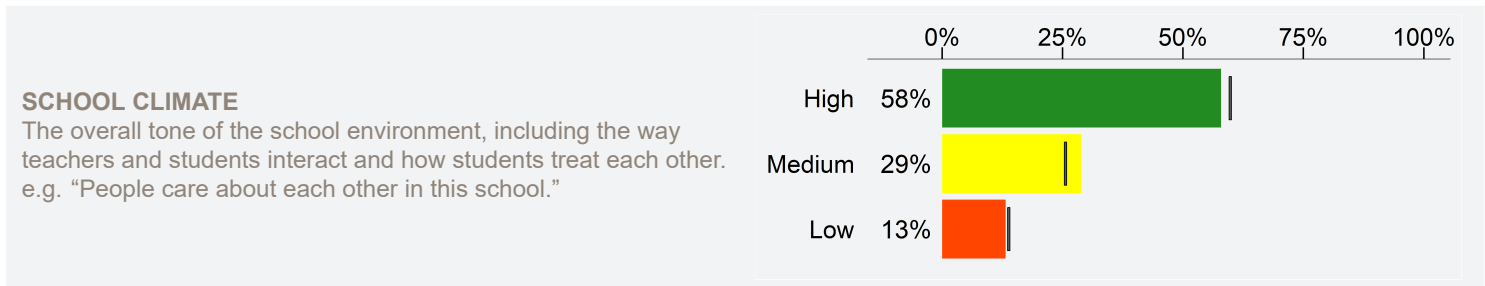 SCHOOL CLIMATE
The overall tone of the school environment, including the way
teachers and students interact and how students treat each other.
e.g. “People care about each other in this school.”
0% 25% 50% 75% 100%
High 58%
Medium 29%
Low 13%